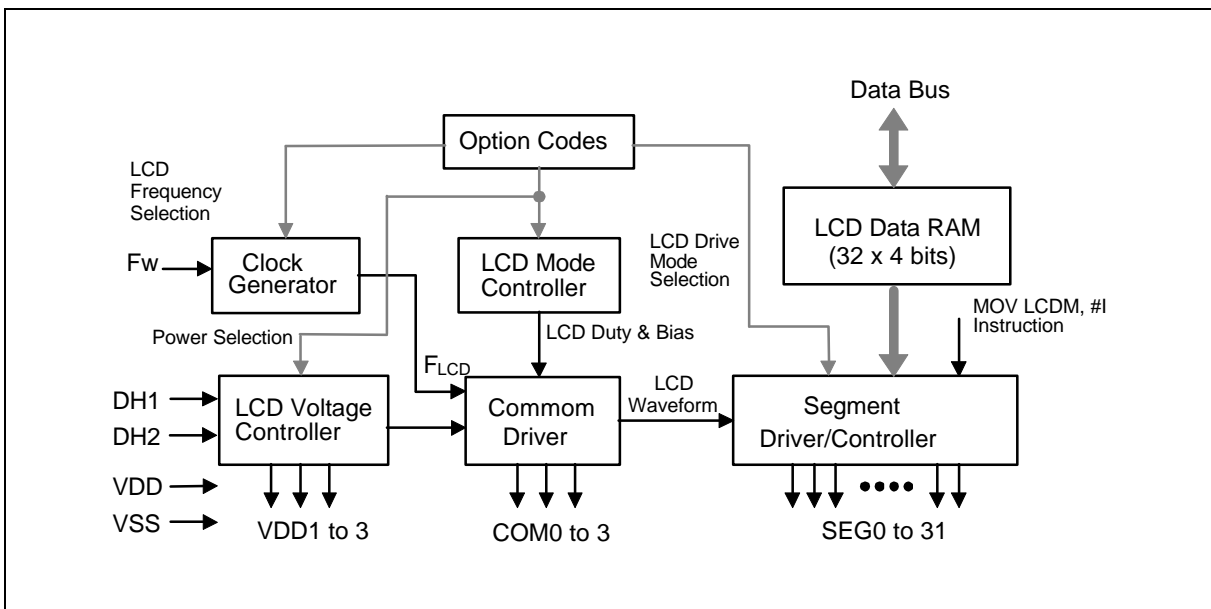 Data Bus
Option Codes
LCD
Frequency
Selection
LCD Data RAM
(32 x 4 bits)
Fw
Clock
Generator
LCD Mode
Controller
LCD Drive
Mode
Selection
MOV LCDM, #I
Instruction
Power Selection
LCD Duty & Bias
FLCD
DH1
DH2
LCD Voltage
Controller
Commom
Driver
LCD
Waveform
Segment
Driver/Controller
VDD
VSS
VDD1 to 3
COM0 to 3
SEG0 to 31